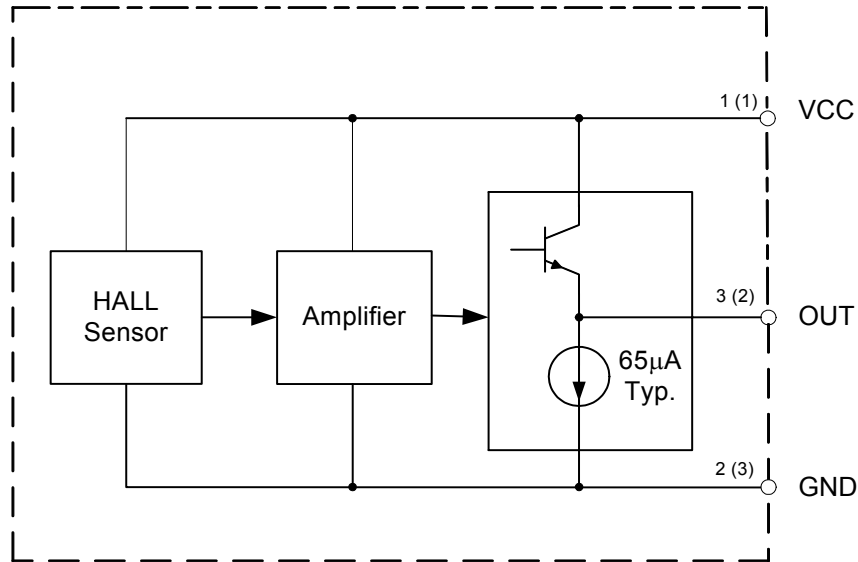 1 (1) VCC
HALL
Sensor
Amplifier
3 (2) OUT
65μA
Typ.
2 (3) GND